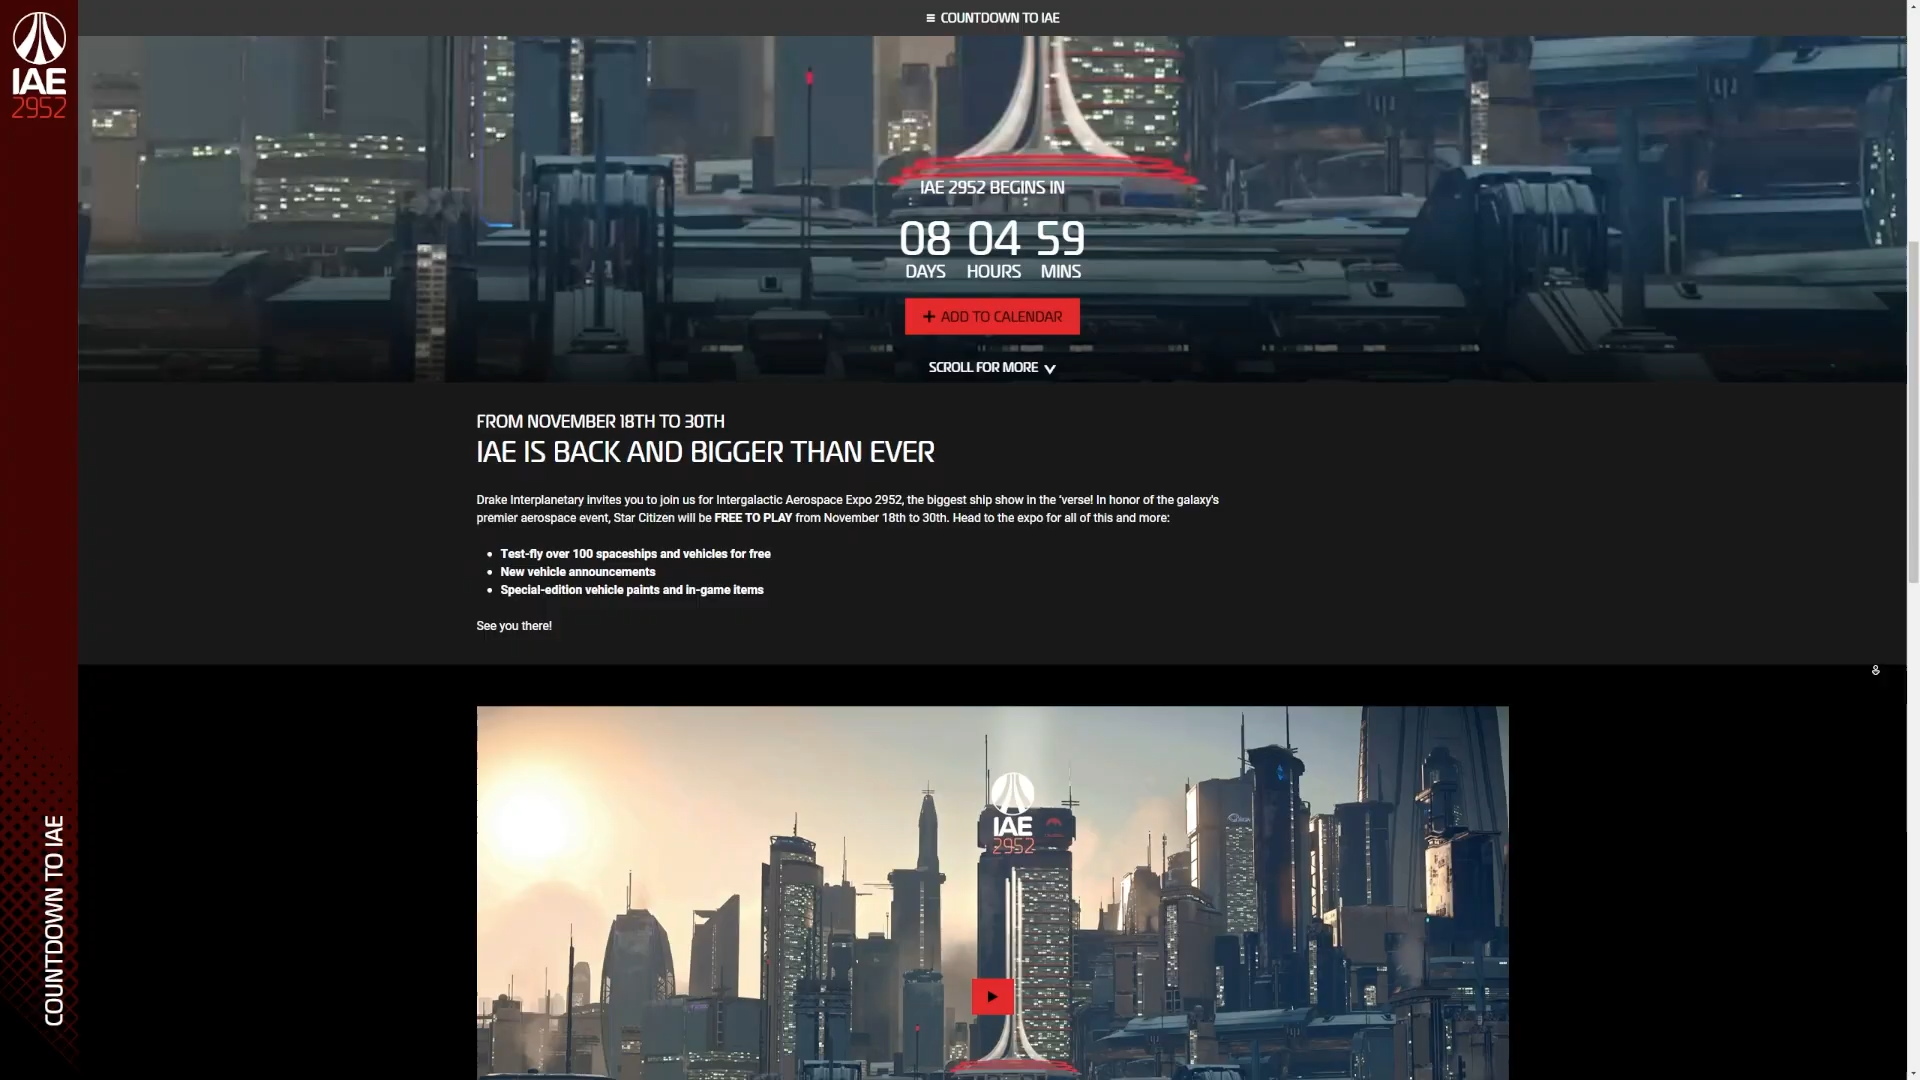 IAE
2952
≡ COUNTDOWN TO IAE
IAE 2952 BEGINS IN
08 04 59
DAYS HOURS MINS
+ ADD TO CALENDAR
SCROLL FOR MORE
FROM NOVEMBER 18TH TO 30TH
IAE IS BACK AND BIGGER THAN EVER
Drake Interplanetary invites you to join us for Intergalactic Aerospace Expo 2952, the biggest ship show in the 'verse! In honor of the galaxy's
premier aerospace event, Star Citizen will be FREE TO PLAY from November 18th to 30th. Head to the expo for all of this and more:
• Test-fly over 100 spaceships and vehicles for free
• New vehicle announcements
• Special-edition vehicle paints and in-game items
See you there!
IAE
2952
COUNTDOWN TO IAE